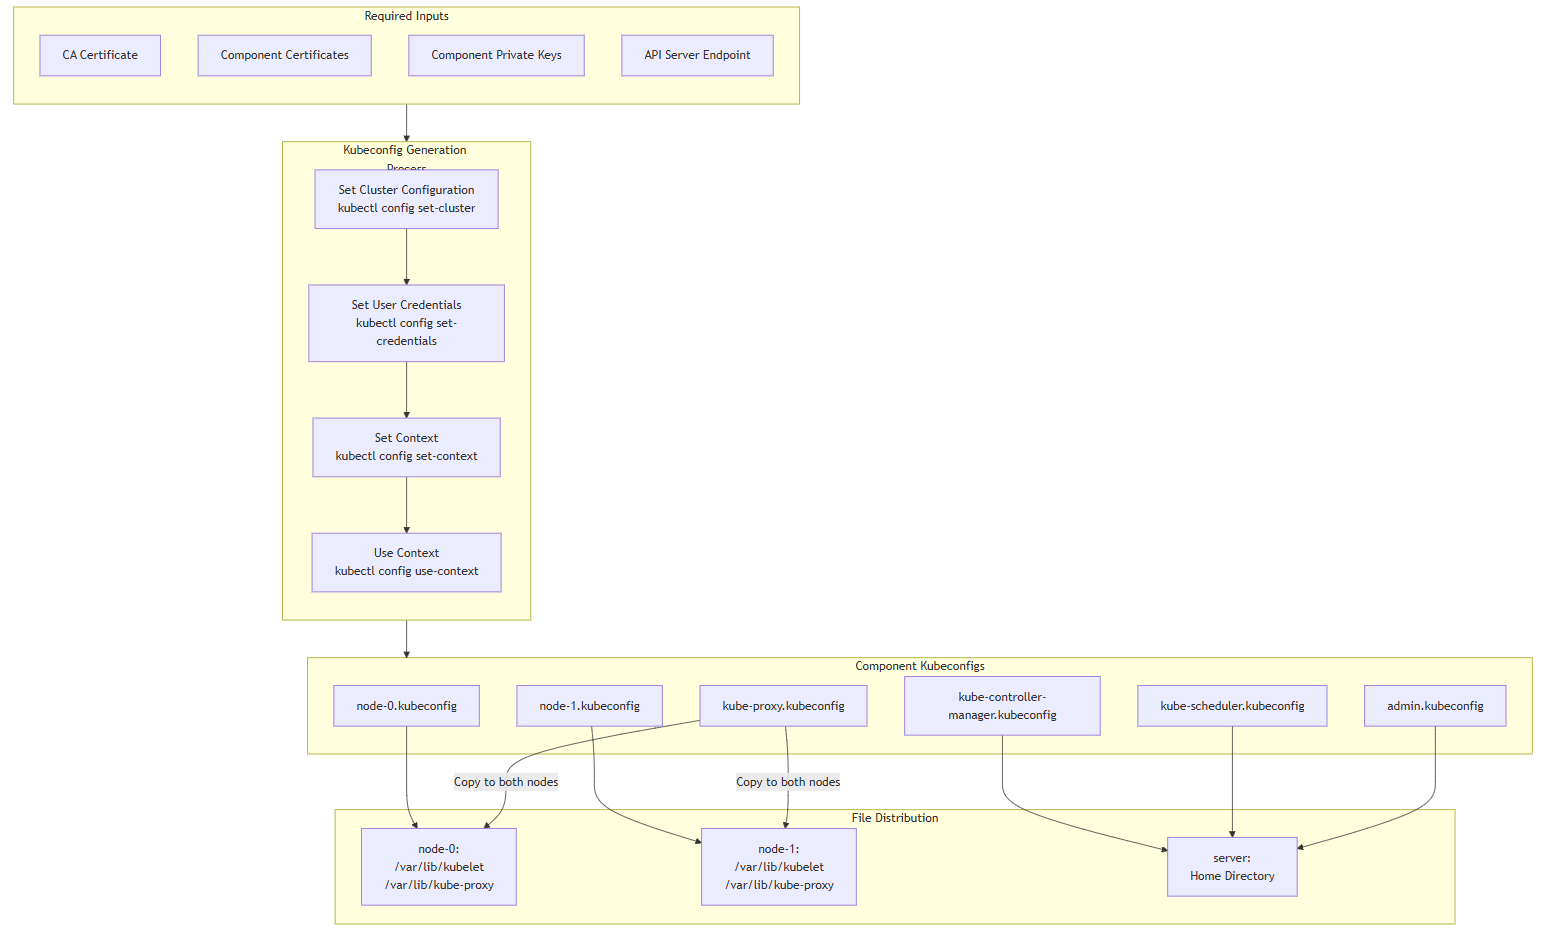 Required Inputs
CA Certificate
Component Certificates
Component Private Keys
API Server Endpoint
Kubeconfig Generation
Process
Set Cluster Configuration
kubectl config set-cluster
Set User Credentials
kubectl config set-
credentials
Set Context
kubectl config set-context
Use Context
kubectl config use-context
Component Kubeconfigs
node-0.kubeconfig
node-1.kubeconfig
kube-proxy.kubeconfig
kube-controller-
manager.kubeconfig
kube-scheduler.kubeconfig
admin.kubeconfig
Copy to both nodes
Copy to both nodes
File Distribution
node-0:
/var/lib/kubelet
/var/lib/kube-proxy
node-1:
/var/lib/kubelet
/var/lib/kube-proxy
server:
Home Directory